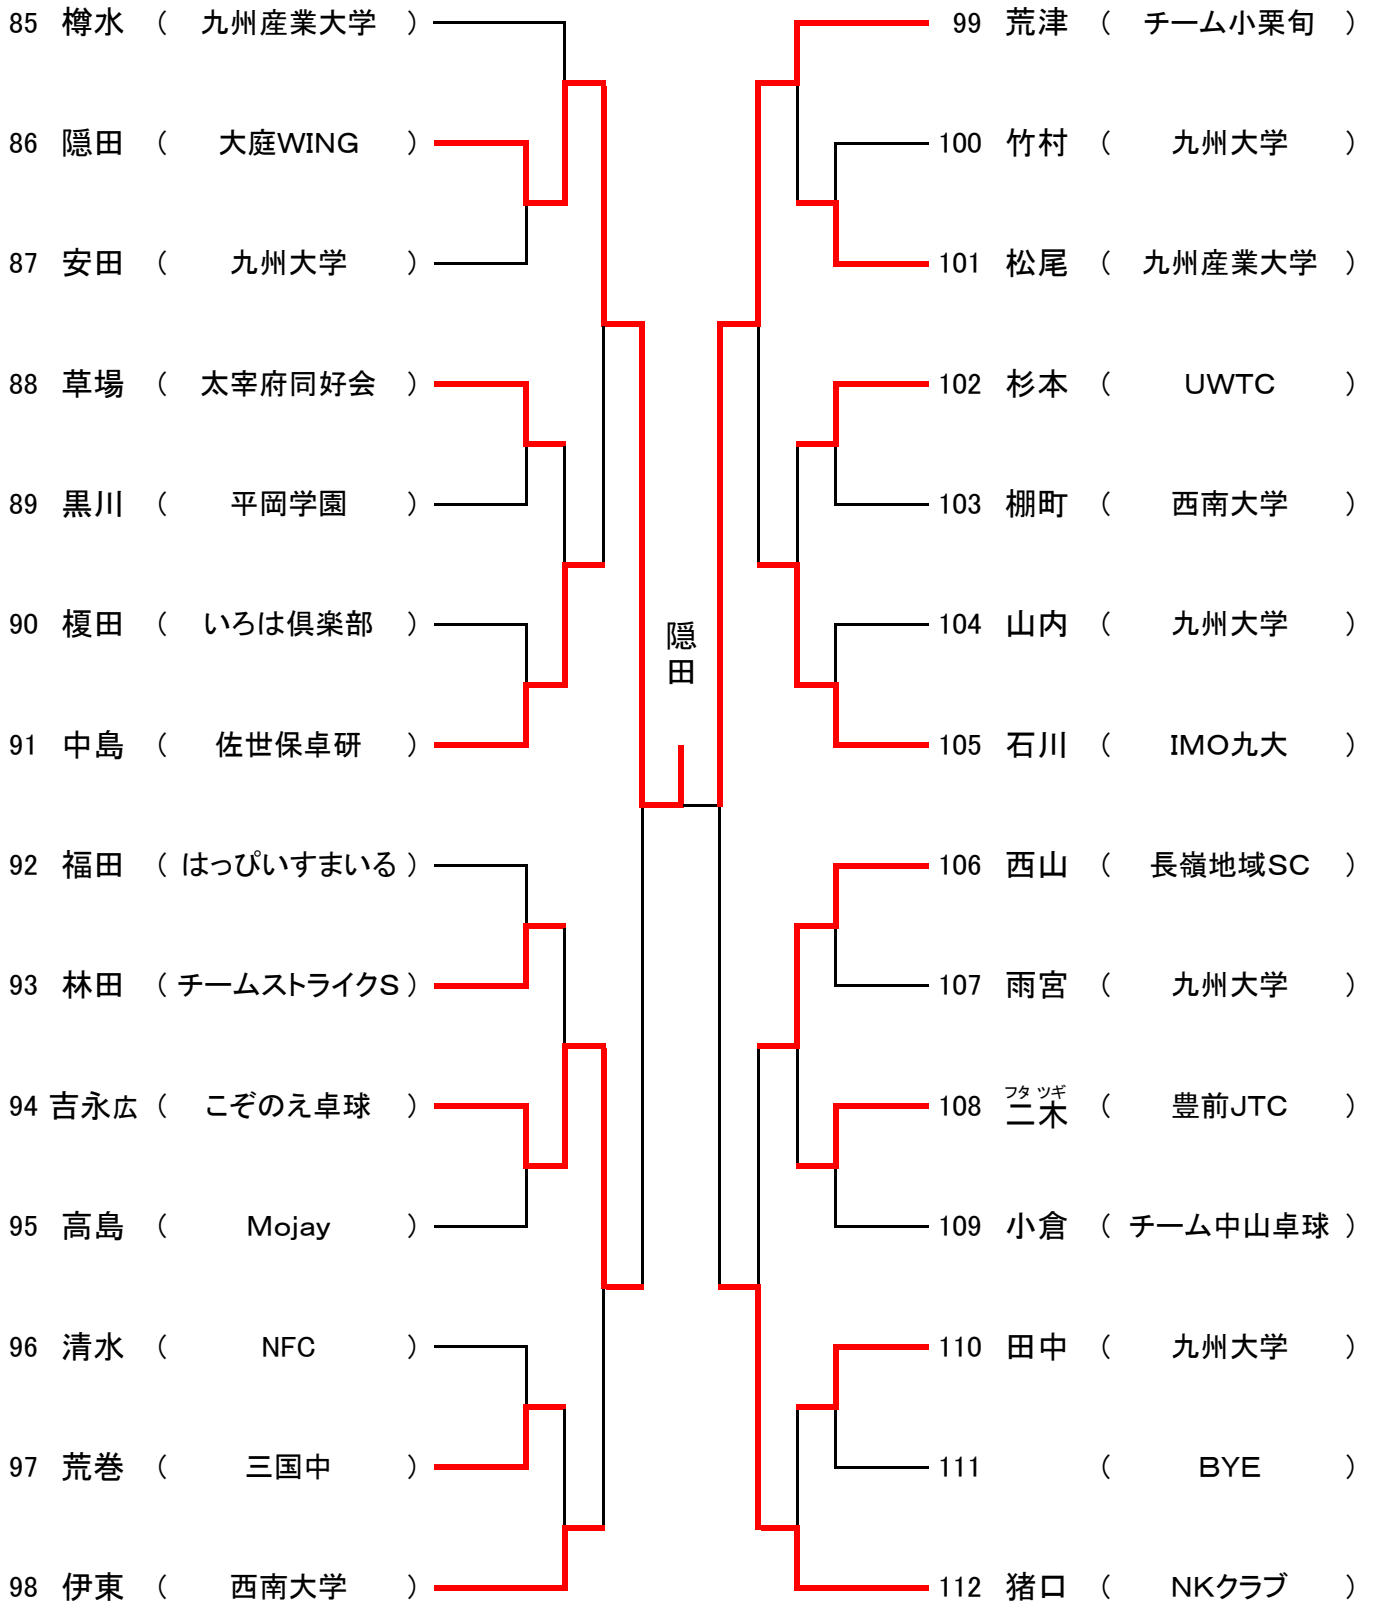 85 樽水 （ 九州産業大学 ）
86 隠田 （ 大庭WING ）
87 安田 （ 九州大学 ）
88 草場 （ 太宰府同好会 ）
89 黒川 （ 平岡学園 ）
90 榎田 （ いろは倶楽部 ）
91 中島 （ 佐世保卓研 ）
92 福田 （ はっぴいすまいる ）
93 林田 （ チームストライクS ）
94 吉永広 （ こぞのえ卓球 ）
95 高島 （ Mojay ）
96 清水 （ NFC ）
97 荒巻 （ 三国中 ）
98 伊東 （ 西南大学 ）
隠田
99 荒津 （ チーム小栗旬 ）
100 竹村 （ 九州大学 ）
101 松尾 （ 九州産業大学 ）
102 杉本 （ UWTC ）
103 棚町 （ 西南大学 ）
104 山内 （ 九州大学 ）
105 石川 （ IMO九大 ）
106 西山 （ 長嶺地域SC ）
107 雨宮 （ 九州大学 ）
フタ ツギ
108 二木 （ 豊前JTC ）
109 小倉 （ チーム中山卓球 ）
110 田中 （ 九州大学 ）
111 （ BYE ）
112 猪口 （ NKクラブ ）